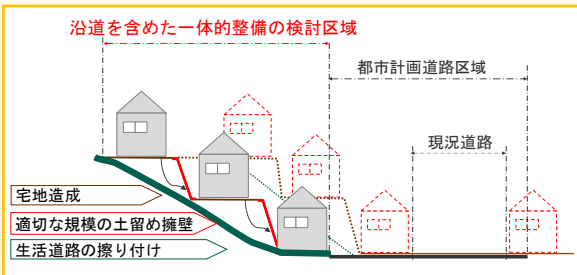 沿道を含めた一体的整備の検討区域
都市計画道路区域
現況道路
宅地造成
適切な規模の土留め擁壁
生活道路の擦り付け